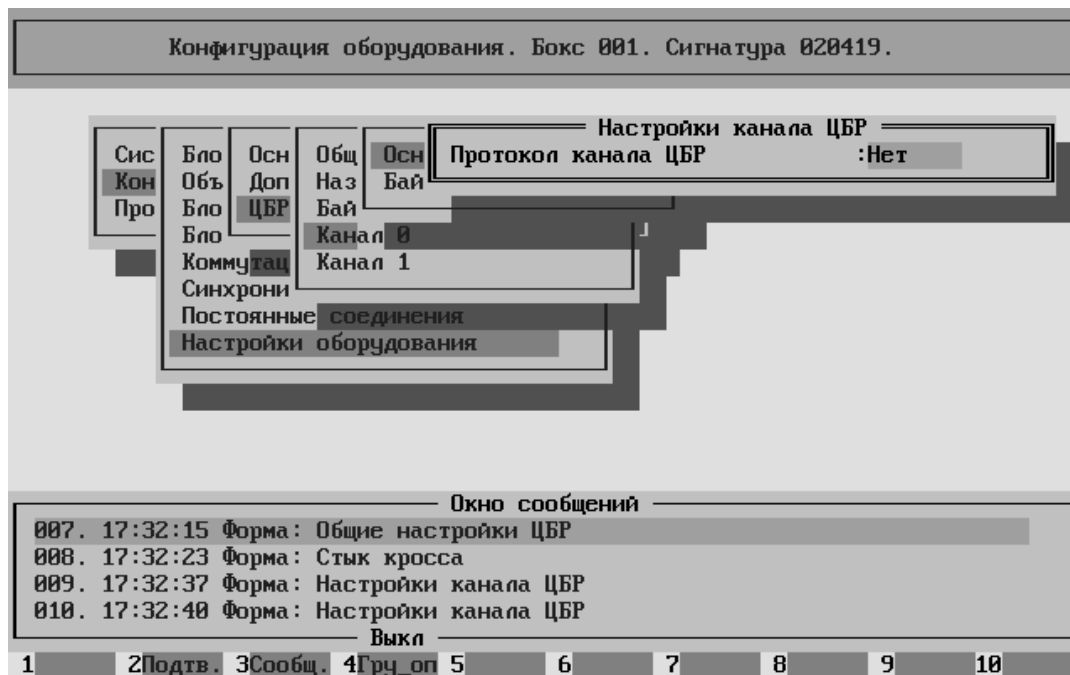 Конфигурация оборудования. Бокс 001. Сигнатура 020419.
Настройки канала ЦБР
Сис Бло Осн Общ Осн Протокол канала ЦБР :Нет
Кон Объ Доп Наз Бай
Про Бло ЦБР Бай
Бло Канал 0
Коммутац Канал 1
Синхрони
Постоянные соединения
Настройки оборудования
Окно сообщений
007. 17:32:15 Форма: Общие настройки ЦБР
008. 17:32:23 Форма: Стык кросса
009. 17:32:37 Форма: Настройки канала ЦБР
010. 17:32:40 Форма: Настройки канала ЦБР
Выкл
1 2Подтв. 3Сообщ. 4Гру_оп 5 6 7 8 9 10